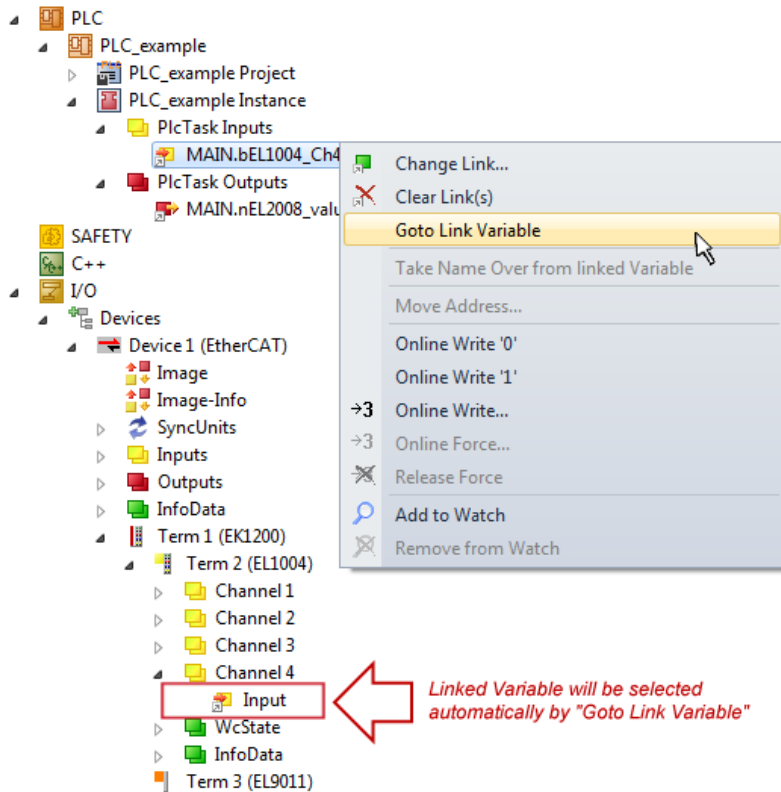 PLC
PLC_example
PLC_example Project
PLC_example Instance
PlcTask Inputs
MAIN.bEL1004_Ch4
PlcTask Outputs
MAIN.nEL2008_valu
SAFETY
C++
I/O
Devices
Device 1 (EtherCAT)
Image
Image-Info
SyncUnits
Inputs
Outputs
InfoData
Term 1 (EK1200)
Term 2 (EL1004)
Channel 1
Channel 2
Channel 3
Channel 4
Input
WcState
InfoData
Term 3 (EL9011)
Change Link...
Clear Link(s)
Goto Link Variable
Take Name Over from linked Variable
Move Address...
Online Write '0'
Online Write '1'
→3 Online Write...
→3 Online Force...
Release Force
Add to Watch
Remove from Watch
Linked Variable will be selected
automatically by "Goto Link Variable"